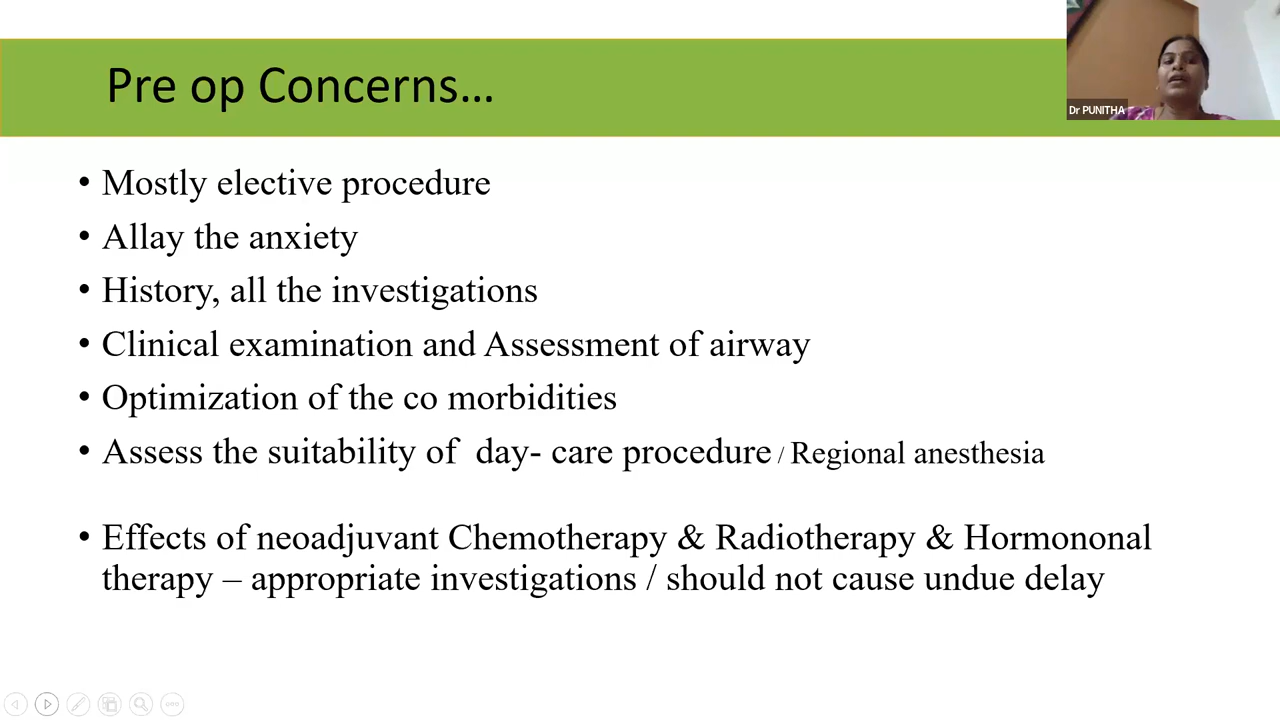 Pre op Concerns...
Dr PUNITHA
• Mostly elective procedure
• Allay the anxiety
• History, all the investigations
• Clinical examination and Assessment of airway
• Optimization of the co morbidities
• Assess the suitability of  day- care procedure / Regional anesthesia
• Effects of neoadjuvant Chemotherapy & Radiotherapy & Hormononal
therapy – appropriate investigations / should not cause undue delay